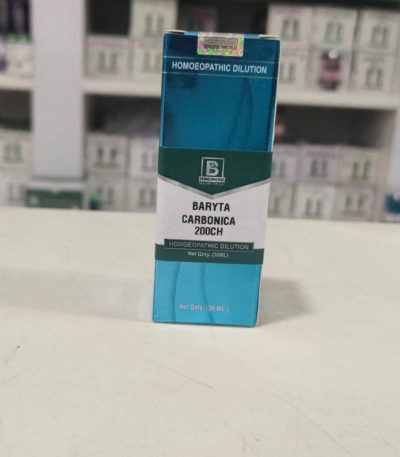 HOMOEOPATHIC DILUTION
B
BARYTA
CARBONICA
200CH
HOMOEOPATHIC DILUTION
Net Qnty. (30ML)
Net Qnty. (30 ML)